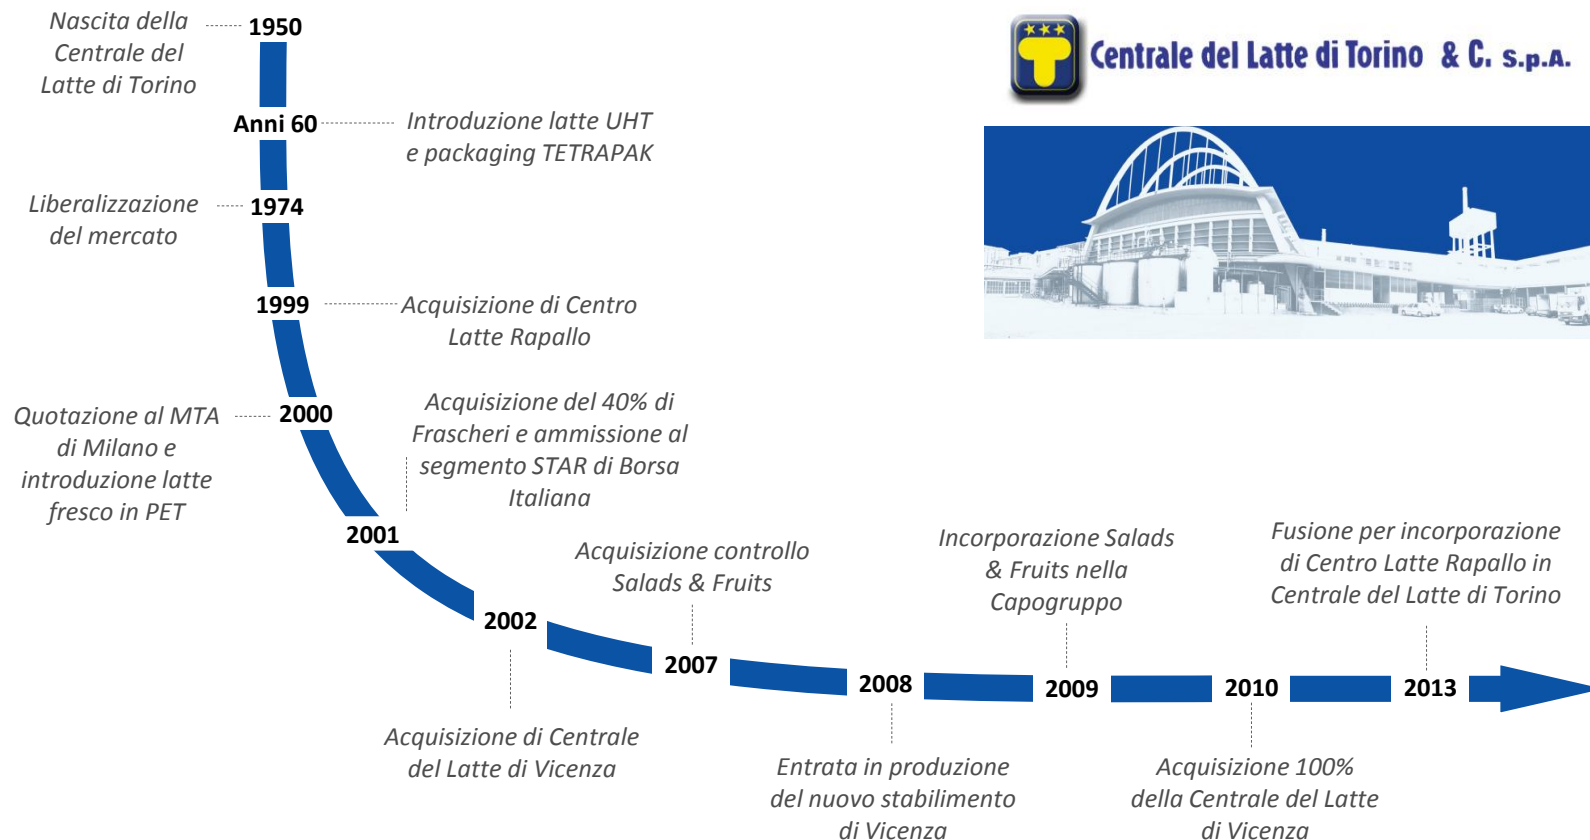 Nascita della
Centrale del
Latte di Torino
1950
Centrale del Latte di Torino & C. S.p.A.
Anni 60
Introduzione latte UHT
e packaging TETRAPAK
Liberalizzazione
del mercato
1974
1999
Acquisizione di Centro
Latte Rapallo
Quotazione al MTA
di Milano e
introduzione latte
fresco in PET
2000
Acquisizione del 40% di
Frascheri e ammissione al
segmento STAR di Borsa
Italiana
2001
2002
Acquisizione di Centrale
del Latte di Vicenza
Acquisizione controllo
Salads & Fruits
2007
2008
Entrata in produzione
del nuovo stabilimento
di Vicenza
Incorporazione Salads
& Fruits nella
Capogruppo
2009
2010
Acquisizione 100%
della Centrale del Latte
di Vicenza
Fusione per incorporazione
di Centro Latte Rapallo in
Centrale del Latte di Torino
2013